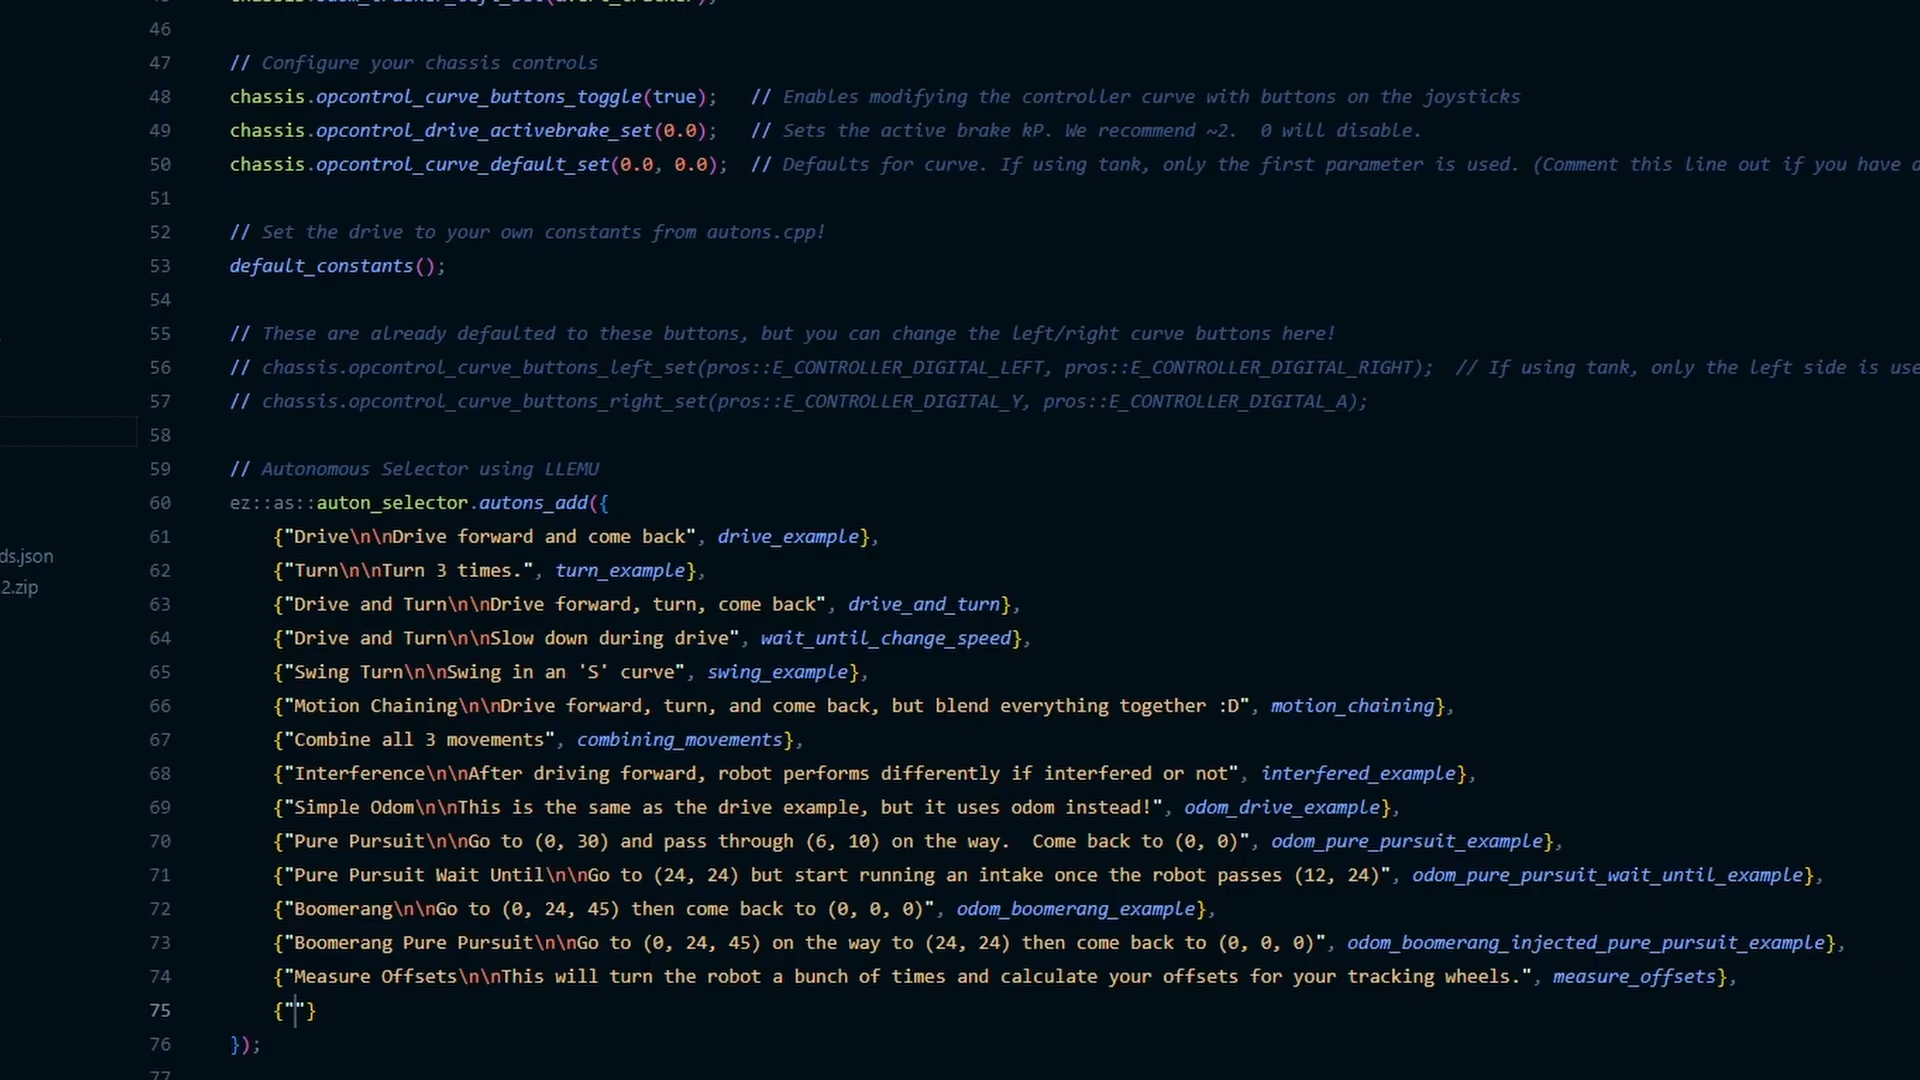 46
47 // Configure your chassis controls
48 chassis.opcontrol_curve_buttons_toggle(true); // Enables modifying the controller curve with buttons on the joysticks
49 chassis.opcontrol_drive_activebrake_set(0.0); // Sets the active brake kP. We recommend ~2. 0 will disable.
50 chassis.opcontrol_curve_default_set(0.0, 0.0); // Defaults for curve. If using tank, only the first parameter is used. (Comment this line out if you have
51
52 // Set the drive to your own constants from autons.cpp!
53 default_constants();
54
55 // These are already defaulted to these buttons, but you can change the left/right curve buttons here!
56 // chassis.opcontrol_curve_buttons_left_set(pros::E_CONTROLLER_DIGITAL_LEFT, pros::E_CONTROLLER_DIGITAL_RIGHT); // If using tank, only the left side is use
57 // chassis.opcontrol_curve_buttons_right_set(pros::E_CONTROLLER_DIGITAL_Y, pros::E_CONTROLLER_DIGITAL_A);
58
59 // Autonomous Selector using LLEMU
60 ez::as::auton_selector.autons_add({
ds.json
2.zip
61 {"Drive\n\nDrive forward and come back", drive_example},
62 {"Turn\n\nTurn 3 times.", turn_example},
63 {"Drive and Turn\n\nDrive forward, turn, come back", drive_and_turn},
64 {"Drive and Turn\n\nSlow down during drive", wait_until_change_speed},
65 {"Swing Turn\n\nSwing in an 'S' curve", swing_example},
66 {"Motion Chaining\n\nDrive forward, turn, and come back, but blend everything together :D", motion_chaining},
67 {"Combine all 3 movements", combining_movements},
68 {"Interference\n\nAfter driving forward, robot performs differently if interfered or not", interfered_example},
69 {"Simple Odom\n\nThis is the same as the drive example, but it uses odom instead!", odom_drive_example},
70 {"Pure Pursuit\n\nGo to (0, 30) and pass through (6, 10) on the way.  Come back to (0, 0)", odom_pure_pursuit_example},
71 {"Pure Pursuit Wait Until\n\nGo to (24, 24) but start running an intake once the robot passes (12, 24)", odom_pure_pursuit_wait_until_example},
72 {"Boomerang\n\nGo to (0, 24, 45) then come back to (0, 0, 0)", odom_boomerang_example},
73 {"Boomerang Pure Pursuit\n\nGo to (0, 24, 45) on the way to (24, 24) then come back to (0, 0, 0)", odom_boomerang_injected_pure_pursuit_example},
74 {"Measure Offsets\n\nThis will turn the robot a bunch of times and calculate your offsets for your tracking wheels.", measure_offsets},
75 {""}
76 });
77